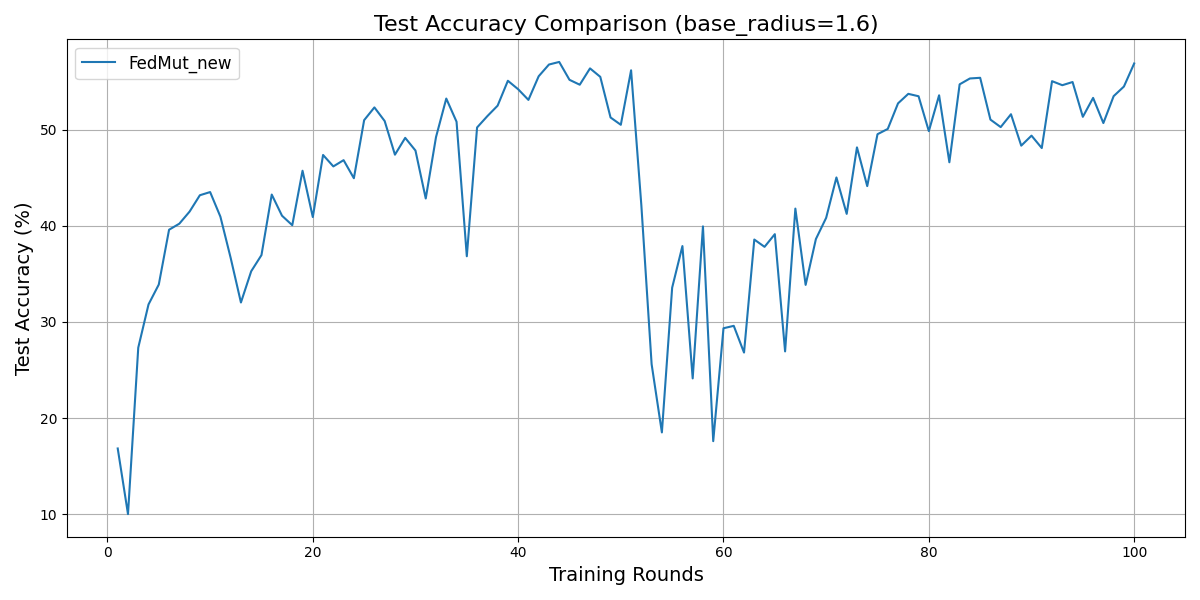 Test Accuracy Comparison (base_radius=1.6)
FedMut_new
Test Accuracy (%)
50
40
30
20
10
0 20 40 60 80 100
Training Rounds